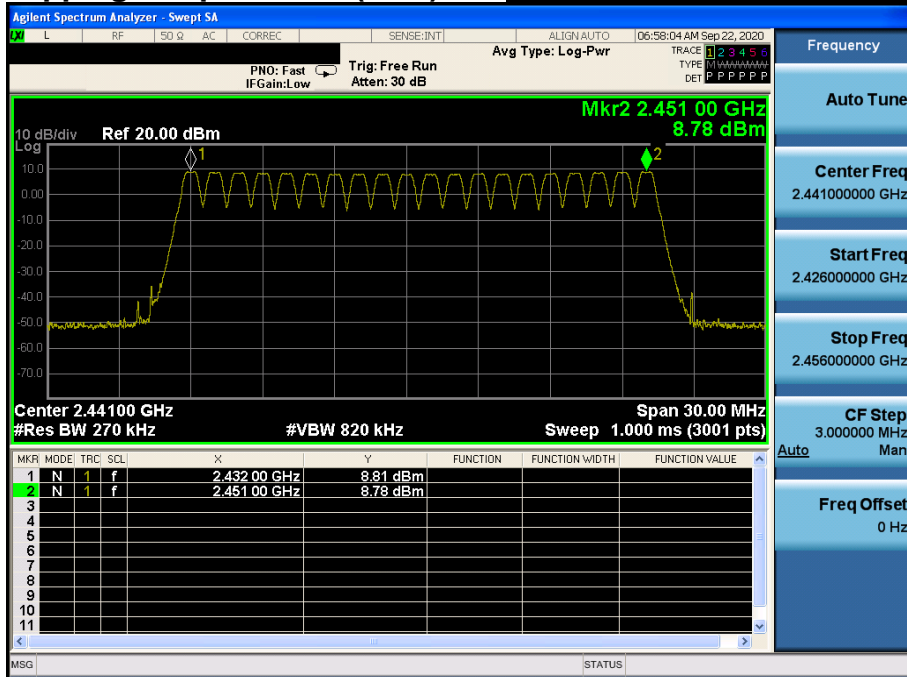 Agilent Spectrum Analyzer - Swept SA
LXI L RF 50 Ω AC CORREC SENSE:INT ALIGN AUTO 06:58:04 AM Sep 22, 2020
Avg Type: Log-Pwr TRACE 1 2 3 4 5 6
PNO: Fast Trig: Free Run TYPE M W W W W W
IFGain:Low Atten: 30 dB DET P P P P P P
Frequency
Auto Tune
Center Freq
2.441000000 GHz
Start Freq
2.426000000 GHz
Stop Freq
2.456000000 GHz
CF Step
3.000000 MHz
Auto Man
Freq Offset
0 Hz
Mkr2 2.451 00 GHz
10 dB/div Ref 20.00 dBm 8.78 dBm
Log
1 2
10.0
0.00
-10.0
-20.0
-30.0
-40.0
-50.0
-60.0
-70.0
Center 2.44100 GHz Span 30.00 MHz
#Res BW 270 kHz #VBW 820 kHz Sweep 1.000 ms (3001 pts)
MKR MODE TRC SCL X Y FUNCTION FUNCTION WIDTH FUNCTION VALUE
1 N 1 f 2.432 00 GHz 8.81 dBm
2 N 1 f 2.451 00 GHz 8.78 dBm
3
4
5
6
7
8
9
10
11
MSG STATUS